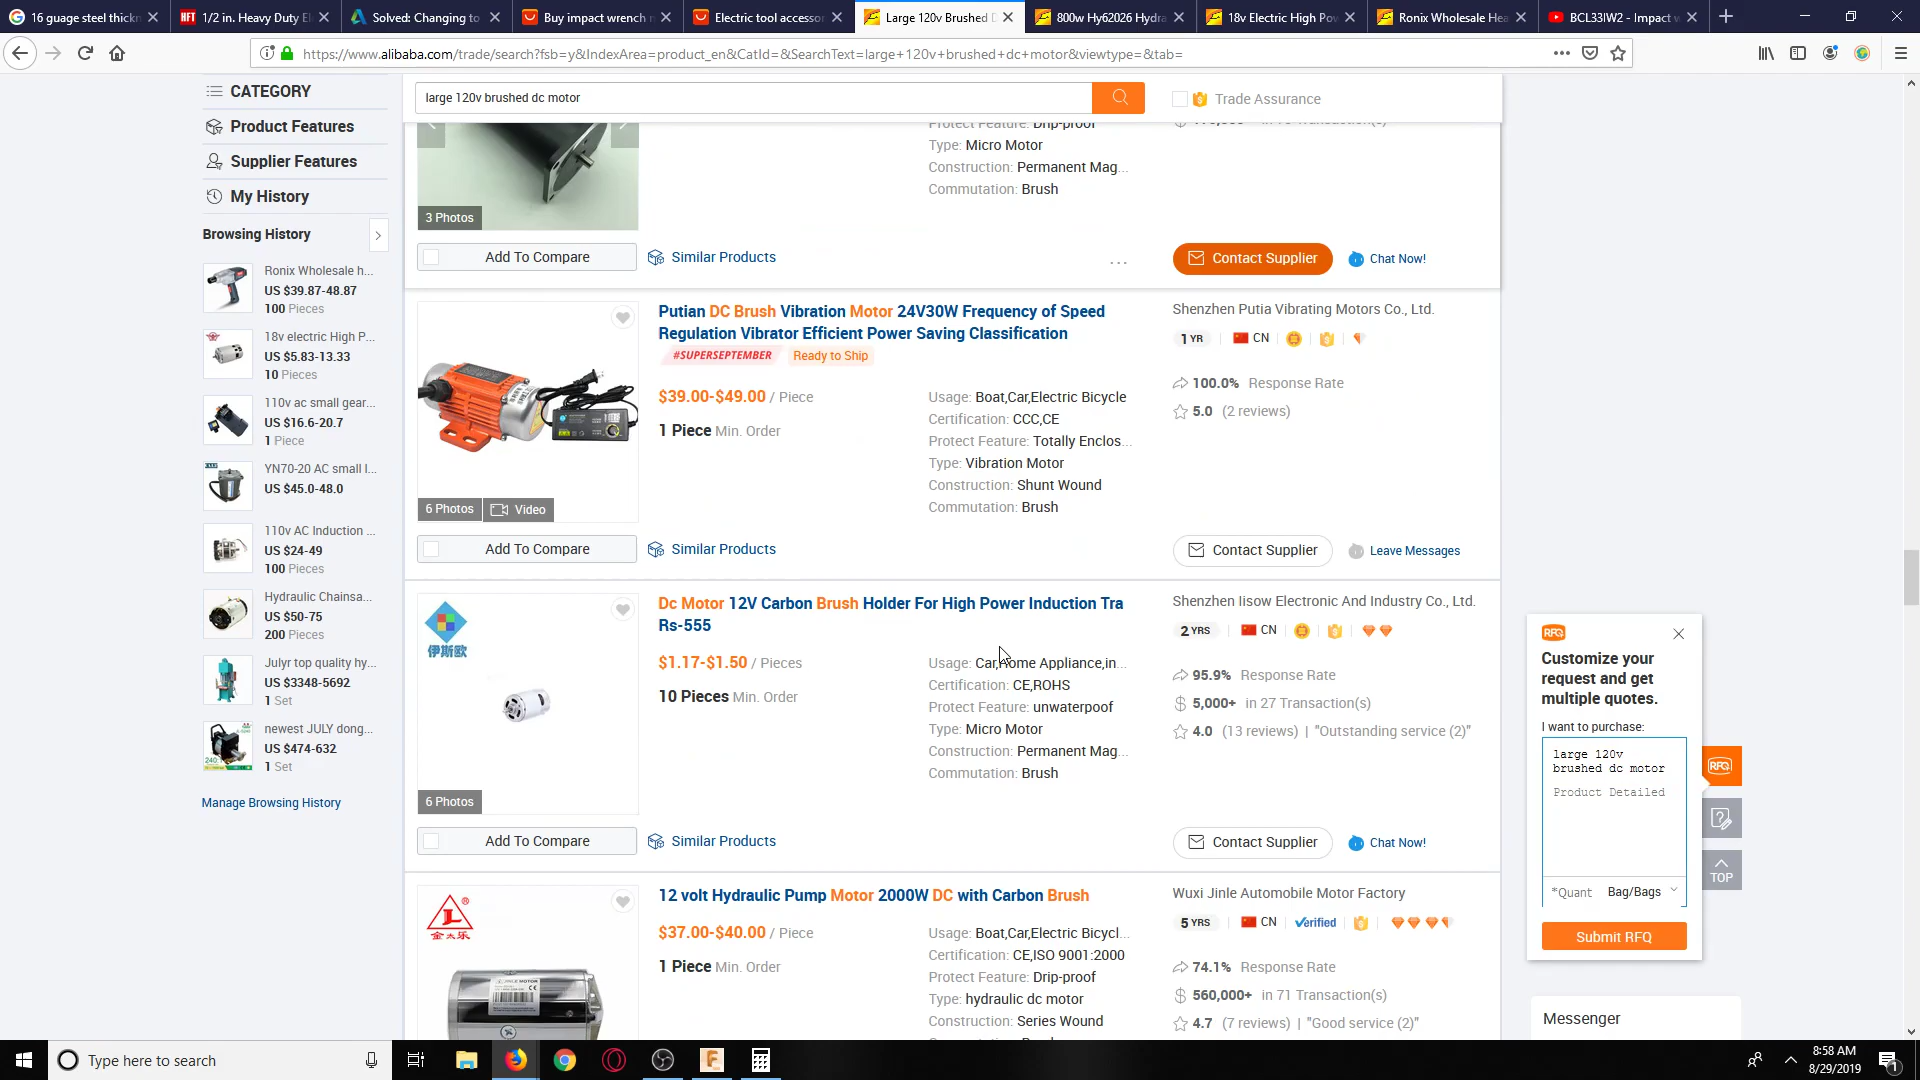 16 guage steel thickn
1/2 in. Heavy Duty El
Solved: Changing to
Buy impact wrench n
Electric tool accessor
Large 120v Brushed D
800w Hy62026 Hydra
18v Electric High Pov
Ronix Wholesale Hea
BCL33IW2 - Impact w
https://www.alibaba.com/trade/search?fsb=y&IndexArea=product_en&CatId=&SearchText=large+120v+brushed+dc+motor&viewtype=&tab=
CATEGORY
Product Features
Supplier Features
My History
Browsing History
Ronix Wholesale h...
US $39.87-48.87
100 Pieces
18v electric High P...
US $5.83-13.33
10 Pieces
110v ac small gear...
US $16.6-20.7
1 Piece
YN70-20 AC small I...
US $45.0-48.0
110v AC Induction ...
US $24-49
100 Pieces
Hydraulic Chainsa...
US $50-75
200 Pieces
Julyr top quality hy...
US $3348-5692
1 Set
newest JULY dong...
US $474-632
1 Set
Manage Browsing History
large 120v brushed dc motor
Trade Assurance
Protect Feature: Drip-proof
Type: Micro Motor
Construction: Permanent Mag...
Commutation: Brush
3 Photos
Add To Compare
Similar Products
...
Contact Supplier
Chat Now!
Putian DC Brush Vibration Motor 24V30W Frequency of Speed
Regulation Vibrator Efficient Power Saving Classification
#SUPERSEPTEMBER Ready to Ship
$39.00-$49.00 / Piece
1 Piece Min. Order
Usage: Boat,Car,Electric Bicycle
Certification: CCC,CE
Protect Feature: Totally Enclos...
Type: Vibration Motor
Construction: Shunt Wound
Commutation: Brush
Shenzhen Putia Vibrating Motors Co., Ltd.
1 YR CN
100.0% Response Rate
5.0 (2 reviews)
6 Photos Video
Add To Compare
Similar Products
Contact Supplier
Leave Messages
伊斯欧
Dc Motor 12V Carbon Brush Holder For High Power Induction Tra
Rs-555
$1.17-$1.50 / Pieces
10 Pieces Min. Order
Usage: Car,home Appliance,in...
Certification: CE,ROHS
Protect Feature: unwaterpoof
Type: Micro Motor
Construction: Permanent Mag...
Commutation: Brush
Shenzhen Iisow Electronic And Industry Co., Ltd.
2 YRS CN
95.9% Response Rate
5,000+ in 27 Transaction(s)
4.0 (13 reviews) | "Outstanding service (2)"
6 Photos
Add To Compare
Similar Products
Contact Supplier
Chat Now!
12 volt Hydraulic Pump Motor 2000W DC with Carbon Brush
$37.00-$40.00 / Piece
1 Piece Min. Order
Usage: Boat,Car,Electric Bicycl...
Certification: CE,ISO 9001:2000
Protect Feature: Drip-proof
Type: hydraulic dc motor
Construction: Series Wound
Wuxi Jinle Automobile Motor Factory
5 YRS CN Verified
74.1% Response Rate
560,000+ in 71 Transaction(s)
4.7 (7 reviews) | "Good service (2)"
RFQ
Customize your
request and get
multiple quotes.
I want to purchase:
large 120v
brushed dc motor
Product Detailed
*Quant Bag/Bags
Submit RFQ
RFQ
TOP
Messenger
Type here to search
8:58 AM
8/29/2019
1